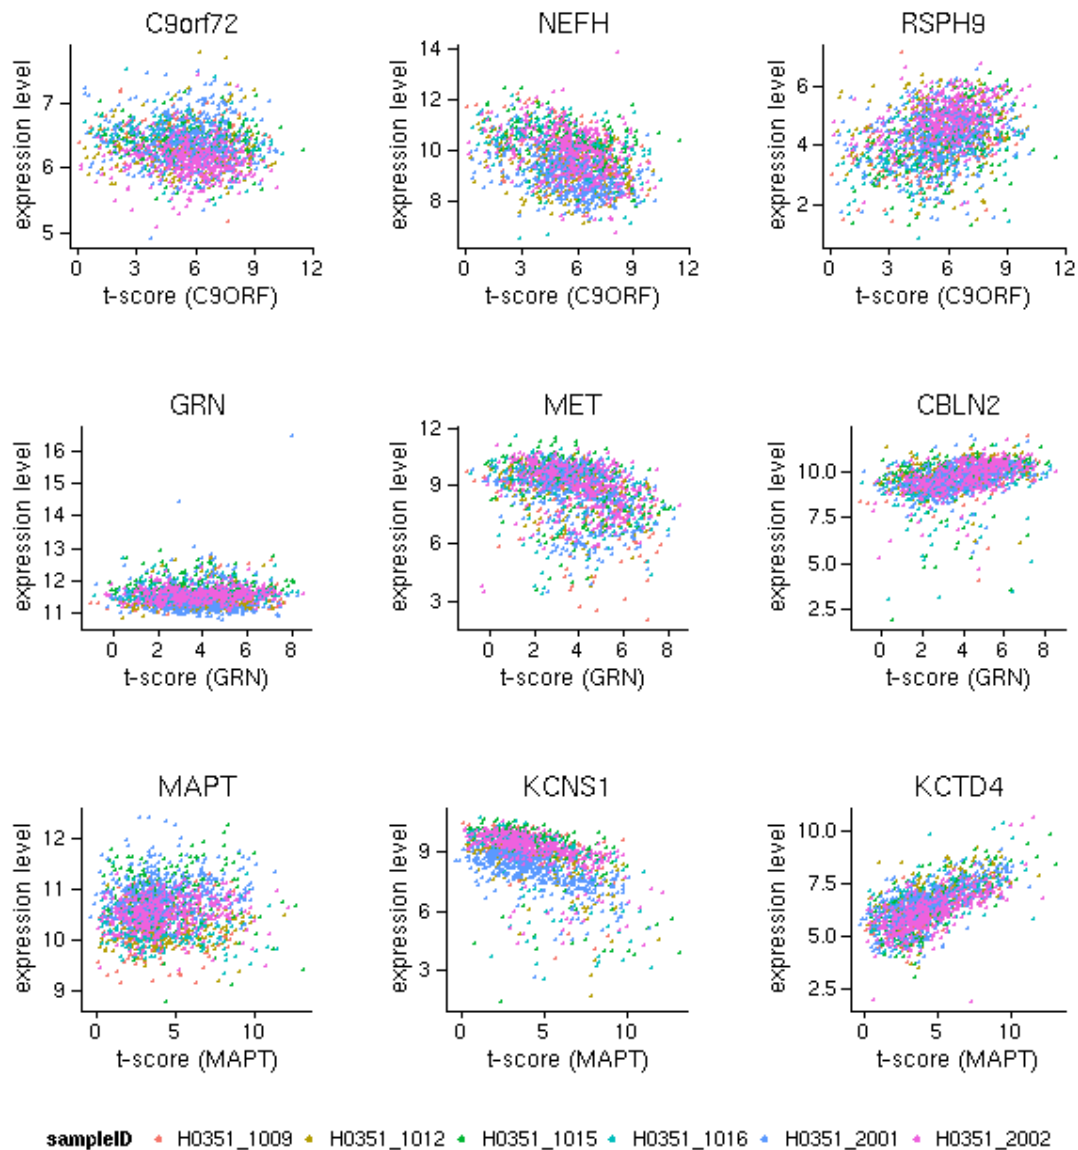 C9orf72 NEFH RSPH9
expression level
7
6
5
0 3 6 9 12
t-score (C9ORF)
expression level
14
12
10
8
0 3 6 9 12
t-score (C9ORF)
expression level
6
4
2
0 3 6 9 12
t-score (C9ORF)
GRN MET CBLN2
expression level
16
15
14
13
12
11
0 2 4 6 8
t-score (GRN)
expression level
12
9
6
3
0 2 4 6 8
t-score (GRN)
expression level
10.0
7.5
5.0
2.5
0 2 4 6 8
t-score (GRN)
MAPT KCNS1 KCTD4
expression level
12
11
10
9
0 5 10
t-score (MAPT)
expression level
9
6
3
0 5 10
t-score (MAPT)
expression level
10.0
7.5
5.0
2.5
0 5 10
t-score (MAPT)
sampleID H0351_1009 H0351_1012 H0351_1015 H0351_1016 H0351_2001 H0351_2002